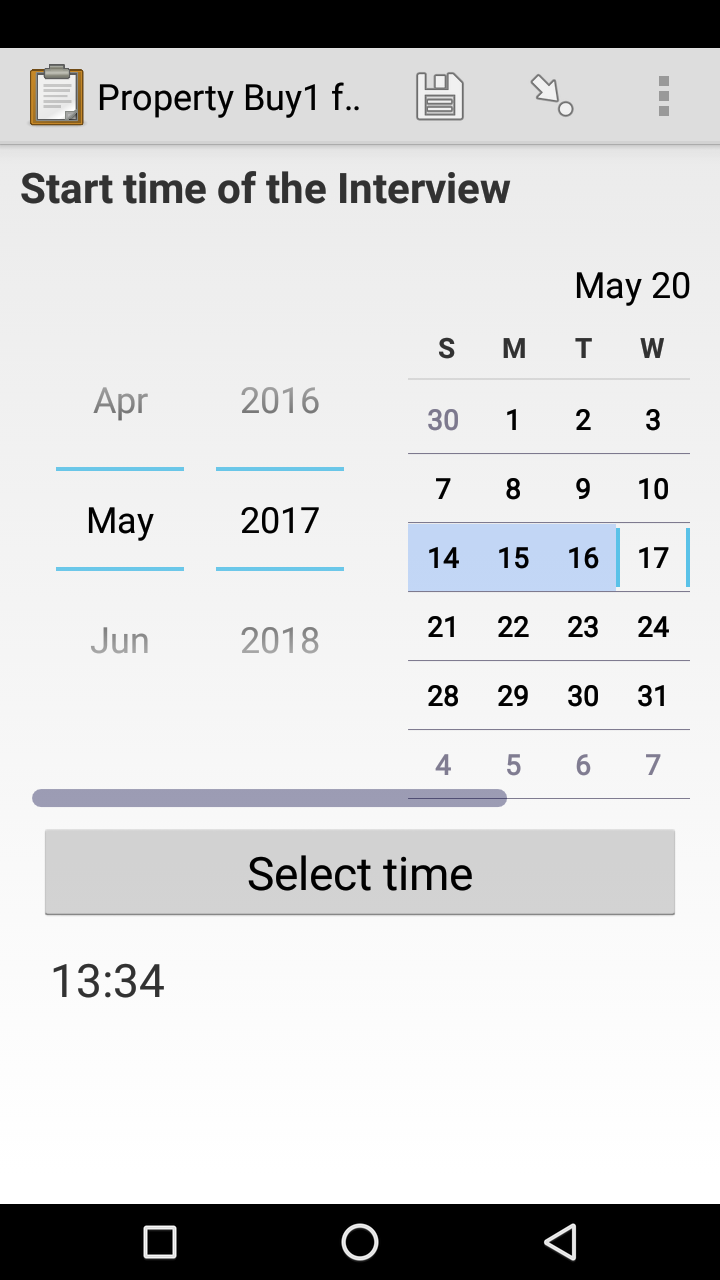 Property Buy1 f..
Start time of the Interview
May 20
S M T W
Apr 2016
30 1 2 3
7 8 9 10
May 2017
14 15 16 17
21 22 23 24
Jun 2018
28 29 30 31
4 5 6 7
Select time
13:34